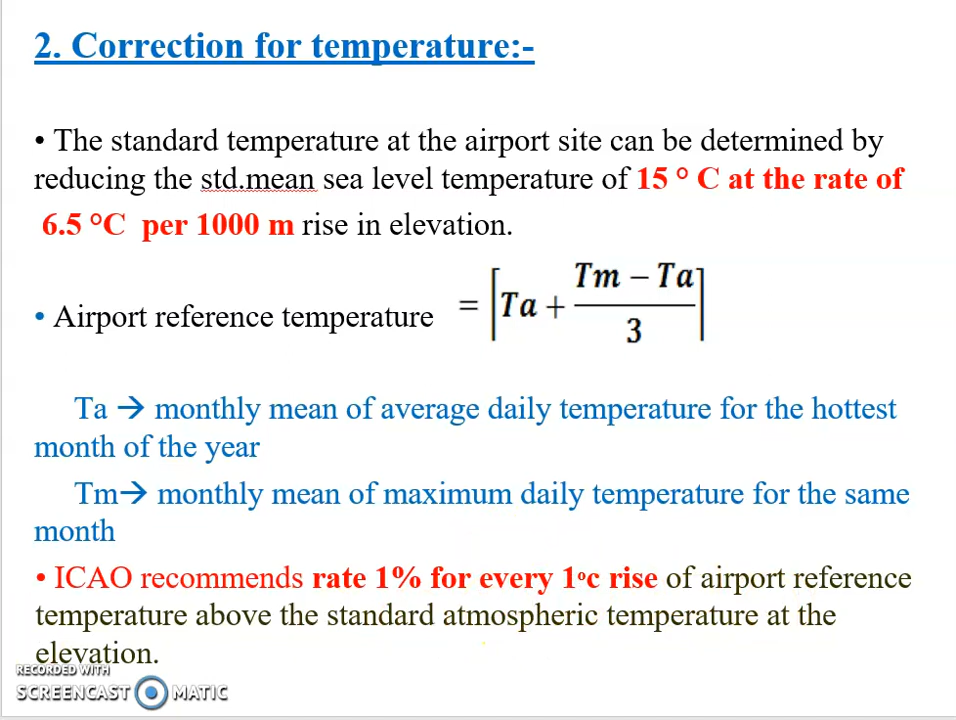 2. Correction for temperature:-
• The standard temperature at the airport site can be determined by
reducing the std.mean sea level temperature of 15 ° C at the rate of
6.5 °C per 1000 m rise in elevation.
• Airport reference temperature = [Ta + (Tm − Ta)/3]
Ta → monthly mean of average daily temperature for the hottest
month of the year
Tm→ monthly mean of maximum daily temperature for the same
month
• ICAO recommends rate 1% for every 1ºc rise of airport reference
temperature above the standard atmospheric temperature at the
elevation.
RECORDED WITH
SCREENCAST MATIC